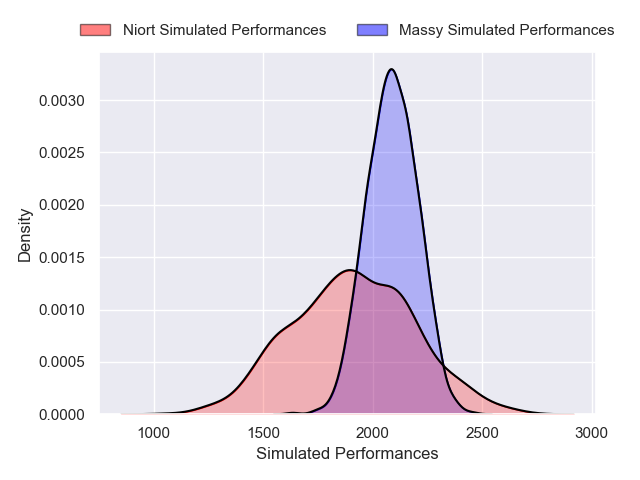 Niort Simulated Performances
Massy Simulated Performances
0.0030
0.0025
0.0020
0.0015
0.0010
0.0005
0.0000
Density
1000 1500 2000 2500 3000
Simulated Performances